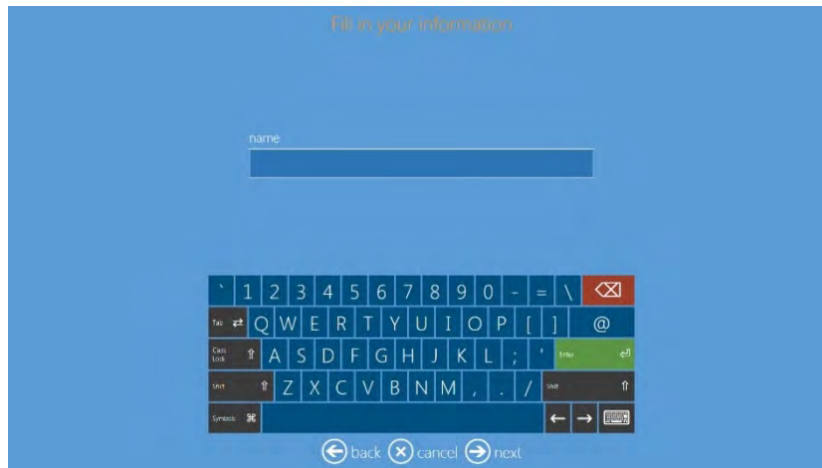 Fill in your information
name
` 1 2 3 4 5 6 7 8 9 0 - = \
Tab Q W E R T Y U I O P [ ] @
Caps Lock A S D F G H J K L ; ' Enter
Shift Z X C V B N M , . / Shift
Symbols
back cancel next